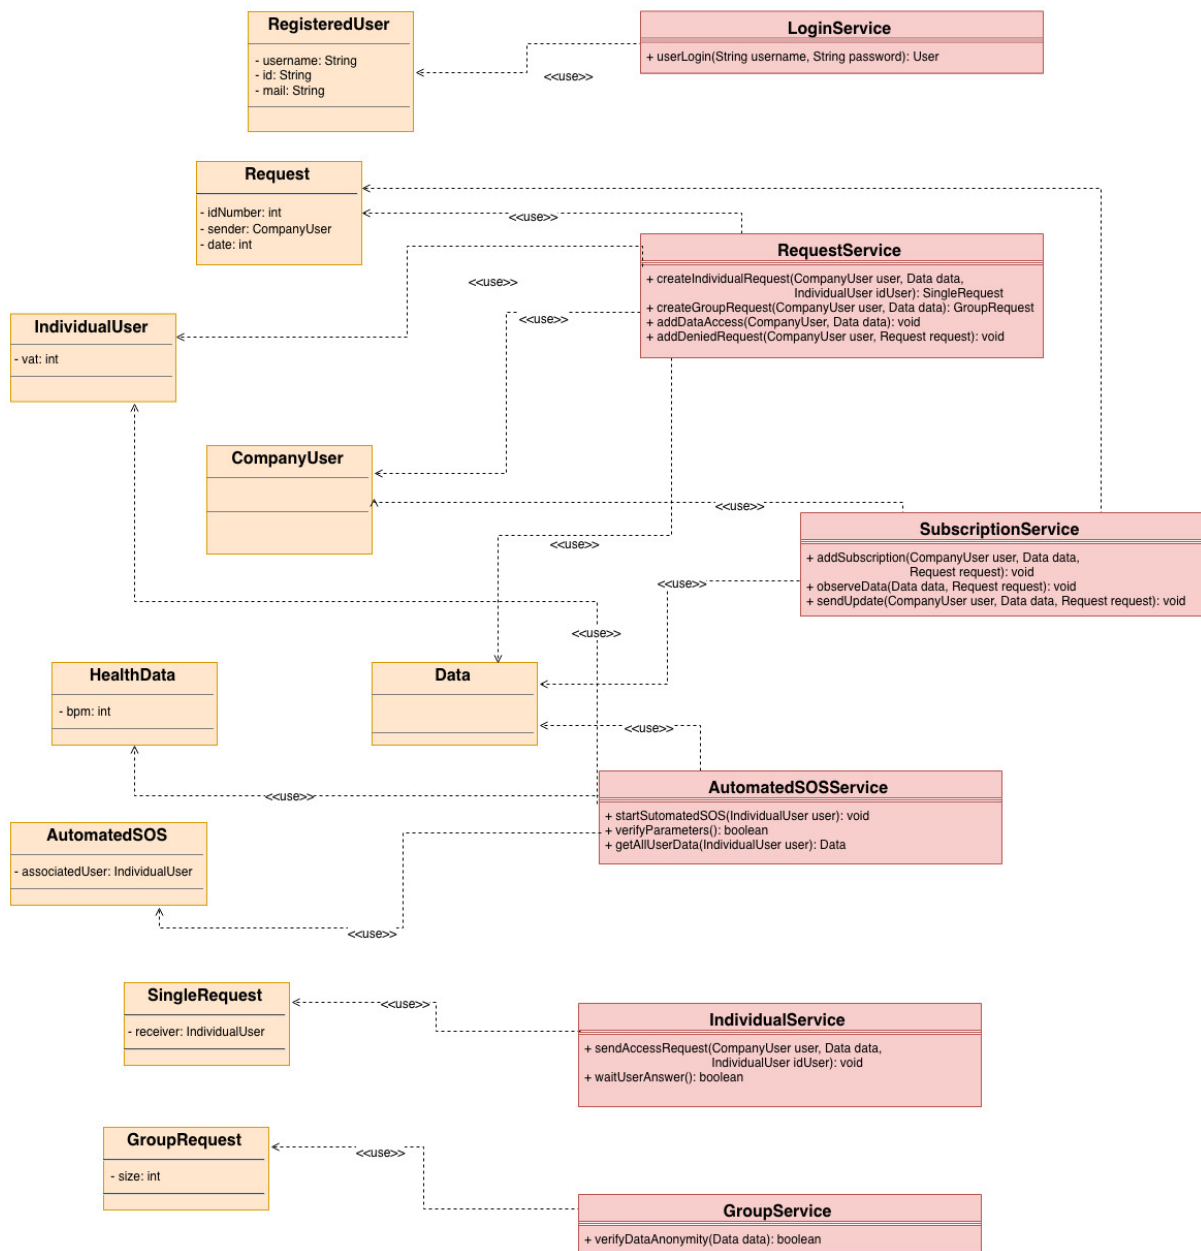 RegisteredUser
- username: String
- id: String
- mail: String
LoginService
+ userLogin(String username, String password): User
<<use>>
Request
- idNumber: int
- sender: CompanyUser
- date: int
<<use>>
RequestService
+ createIndividualRequest(CompanyUser user, Data data,
IndividualUser idUser): SingleRequest
+ createGroupRequest(CompanyUser user, Data data): GroupRequest
+ addDataAccess(CompanyUser, Data data): void
+ addDeniedRequest(CompanyUser user, Request request): void
<<use>>
<<use>>
IndividualUser
- vat: int
CompanyUser
<<use>>
SubscriptionService
+ addSubscription(CompanyUser user, Data data,
Request request): void
+ observeData(Data data, Request request): void
+ sendUpdate(CompanyUser user, Data data, Request request): void
<<use>>
<<use>>
<<use>>
HealthData
- bpm: int
Data
<<use>>
<<use>>
AutomatedSOSService
+ startSutomatedSOS(IndividualUser user): void
+ verifyParameters(): boolean
+ getAllUserData(IndividualUser user): Data
AutomatedSOS
- associatedUser: IndividualUser
<<use>>
SingleRequest
- receiver: IndividualUser
<<use>>
IndividualService
+ sendAccessRequest(CompanyUser user, Data data,
IndividualUser idUser): void
+ waitUserAnswer(): boolean
GroupRequest
- size: int
<<use>>
GroupService
+ verifyDataAnonymity(Data data): boolean